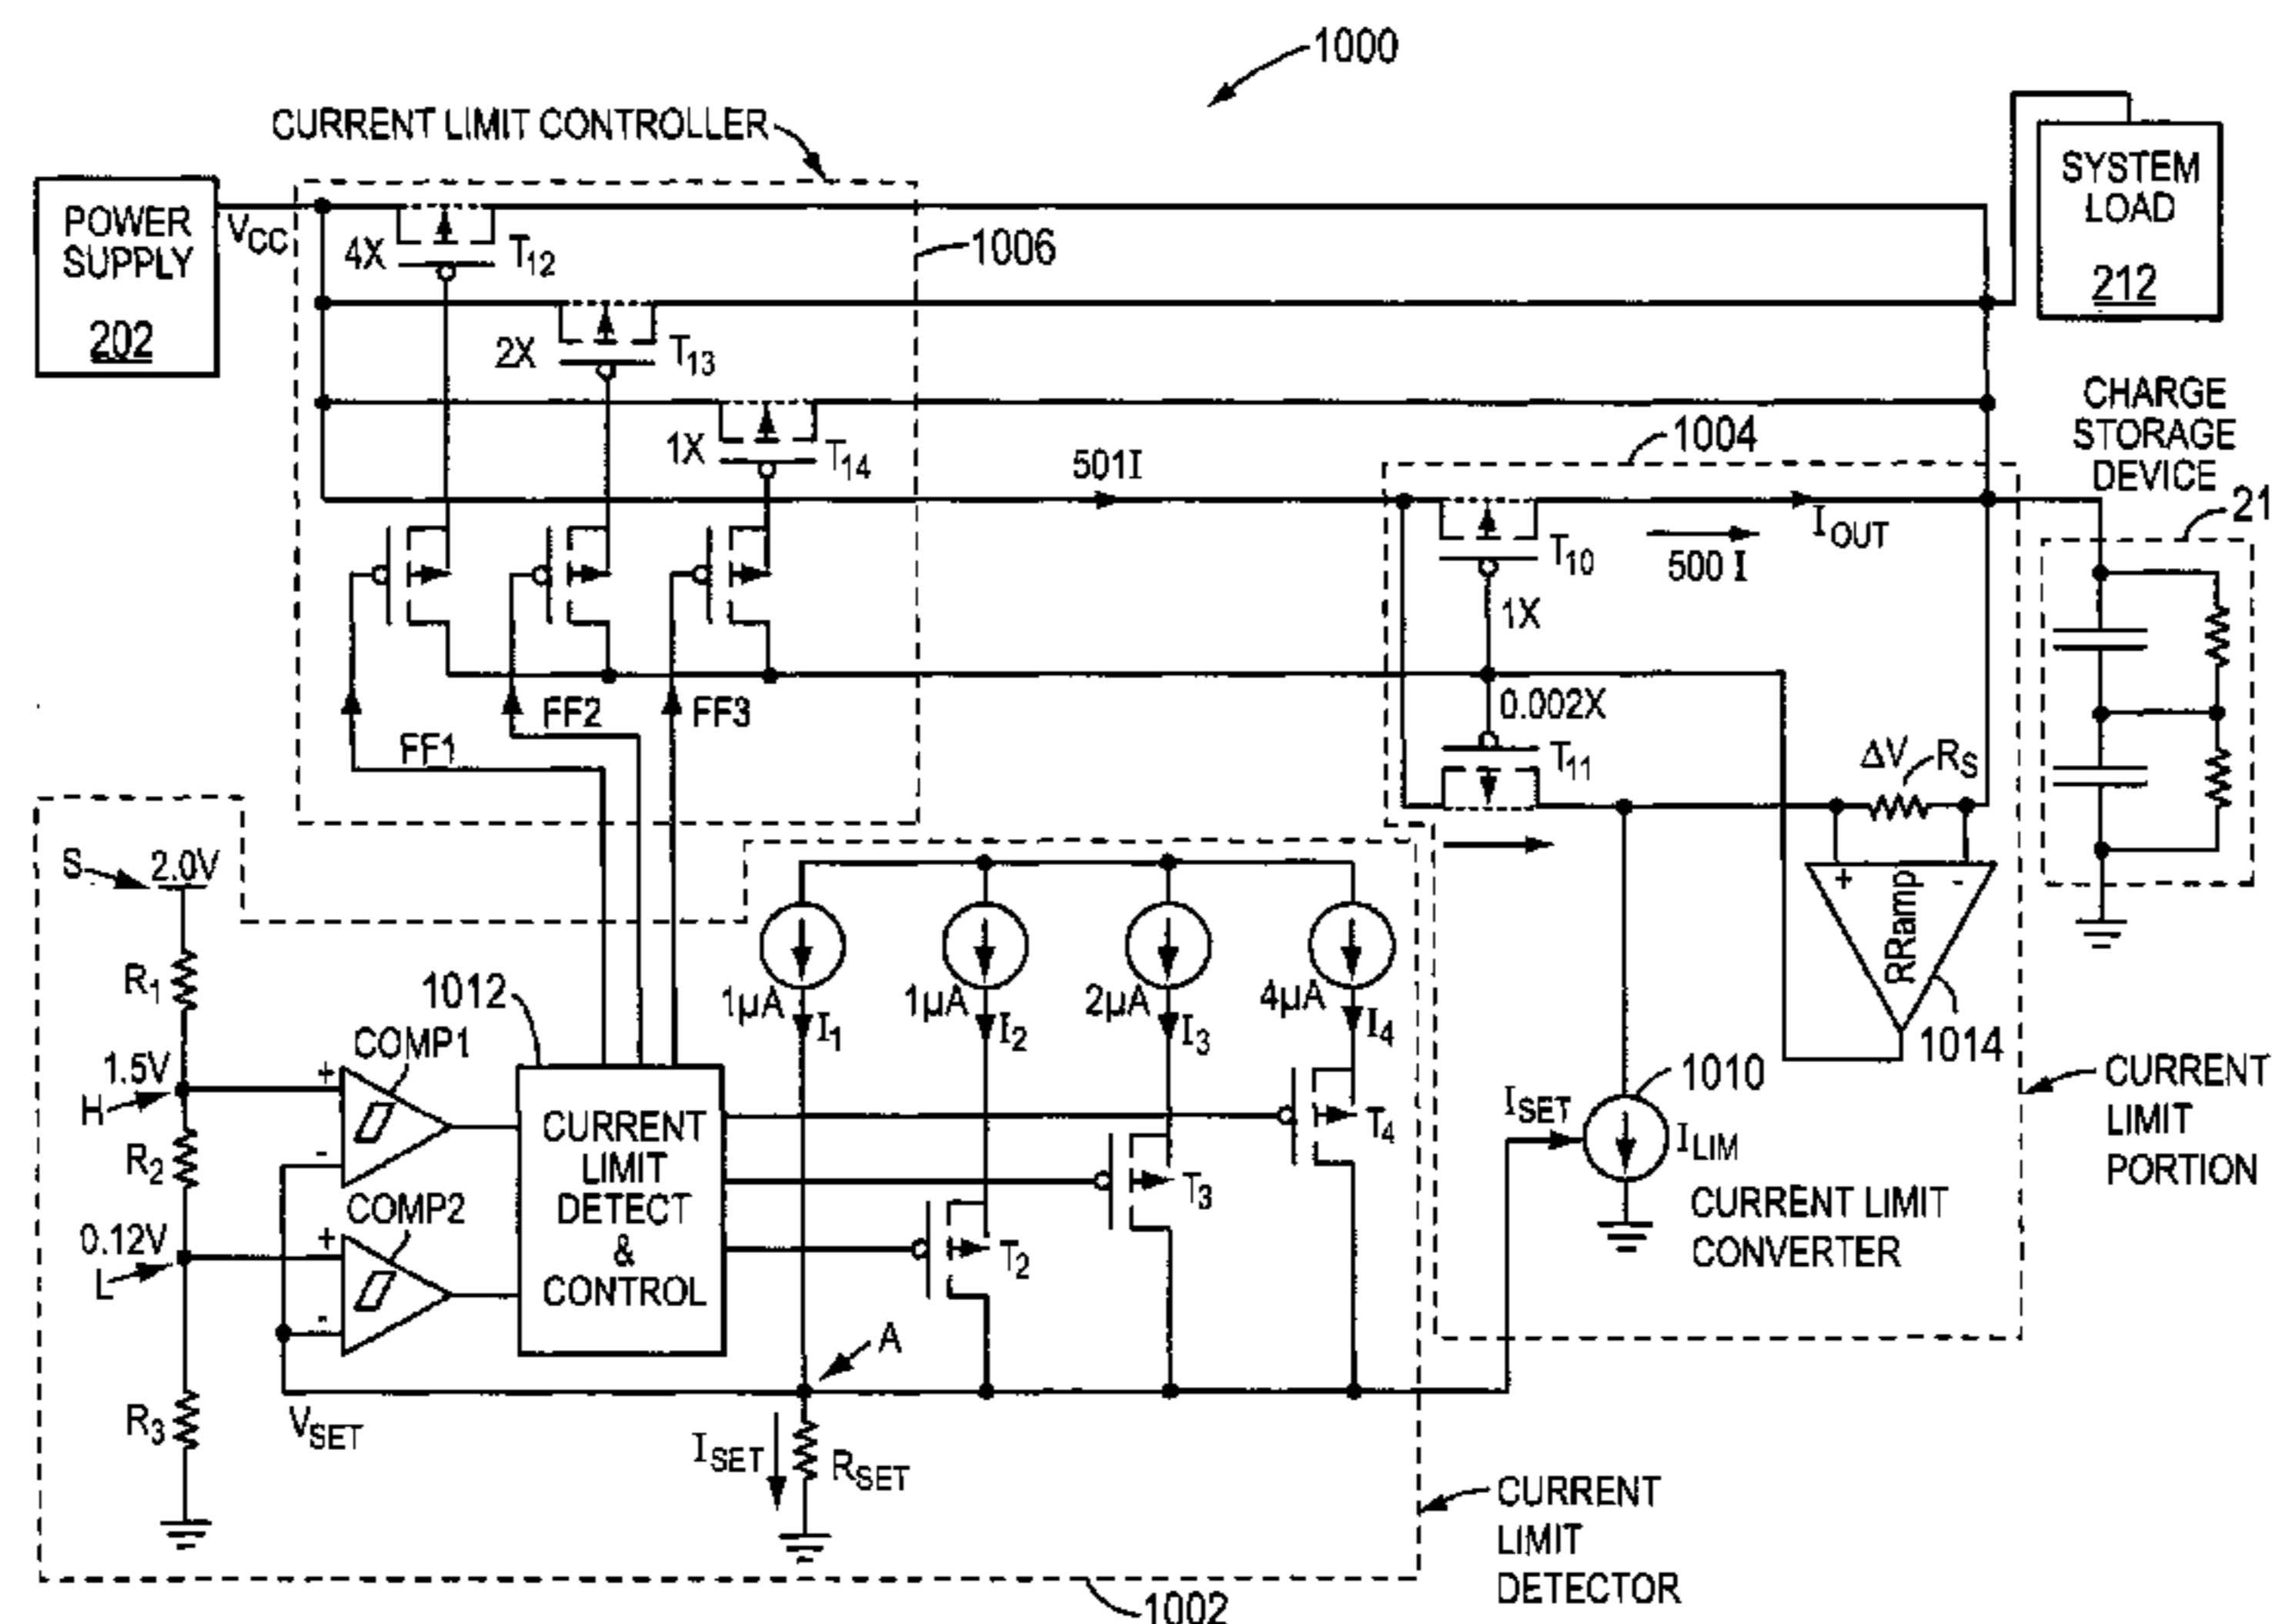 1000
CURRENT LIMIT CONTROLLER
POWER
SUPPLY
202
VCC
4X
T12
1006
SYSTEM
LOAD
212
2X
T13
1X
T14
501I
1004
CHARGE
STORAGE
DEVICE
21
T10
500 I
IOUT
1X
0.002X
T11
ΔV
RS
FF1
FF2
FF3
S
2.0V
R1
1.5V
H
R2
0.12V
L
R3
COMP1
+
-
COMP2
+
-
1012
CURRENT
LIMIT
DETECT
&
CONTROL
1μA
I1
1μA
I2
2μA
I3
4μA
I4
T4
T3
T2
+
-
RRamp
1014
1010
ISET
ILIM
CURRENT LIMIT
CONVERTER
CURRENT
LIMIT
PORTION
A
VSET
ISET
RSET
CURRENT
LIMIT
DETECTOR
1002